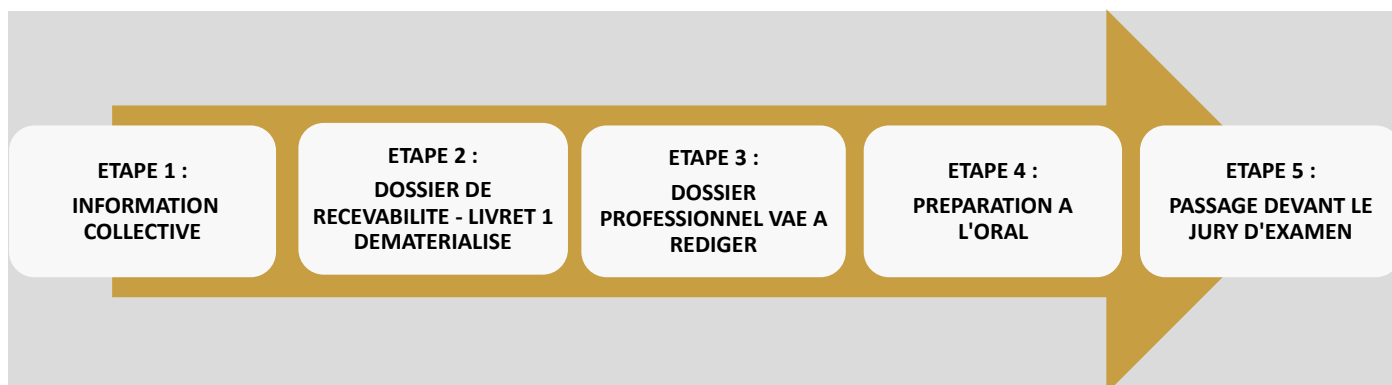 ETAPE 1 :
INFORMATION
COLLECTIVE
ETAPE 2 :
DOSSIER DE
RECEVABILITE - LIVRET 1
DEMATERIALISE
ETAPE 3 :
DOSSIER
PROFESSIONNEL VAE A
REDIGER
ETAPE 4 :
PREPARATION A
L'ORAL
ETAPE 5 :
PASSAGE DEVANT LE
JURY D'EXAMEN